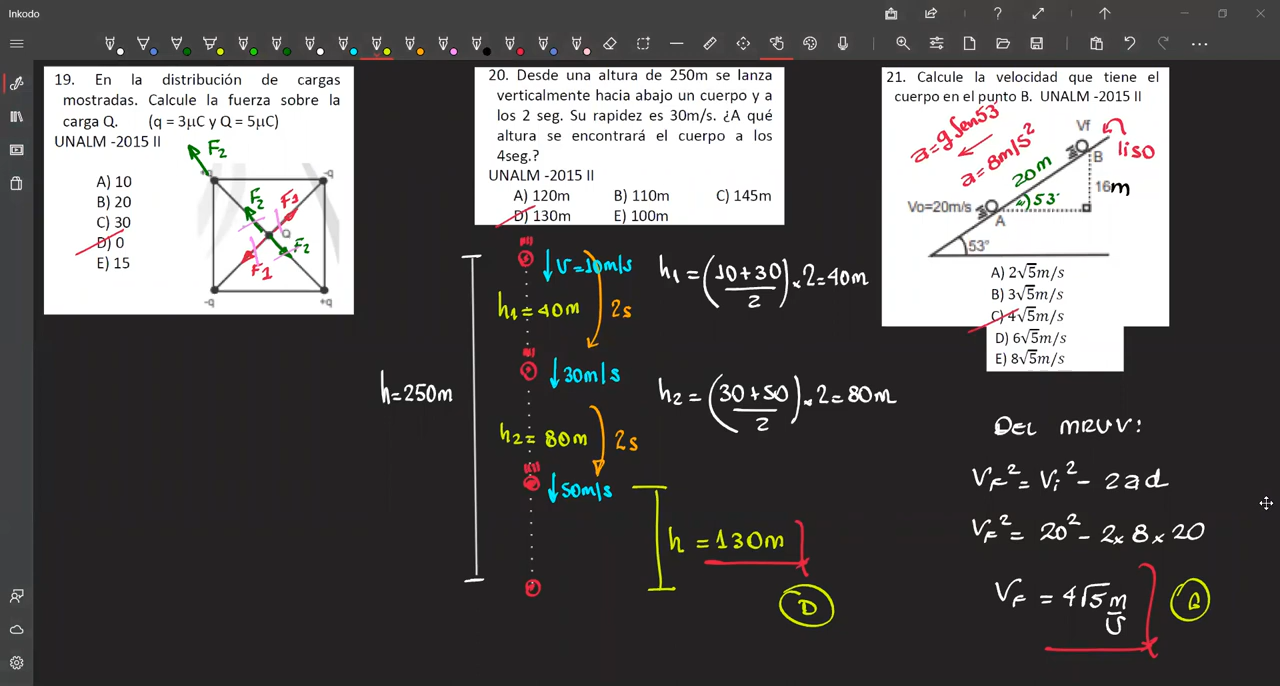 Inkodo
19. En la distribución de cargas
mostradas. Calcule la fuerza sobre la
carga Q. (q = 3μC y Q = 5μC)
UNALM -2015 II
A) 10
B) 20
C) 30
D) 0
E) 15
F2
+q
-q
F2
F1
Q
F2
F1
-q
+q
20. Desde una altura de 250m se lanza
verticalmente hacia abajo un cuerpo y a
los 2 seg. Su rapidez es 30m/s. ¿A qué
altura se encontrará el cuerpo a los
4seg.?
UNALM -2015 II
A) 120m B) 110m C) 145m
D) 130m E) 100m
V=10m/s
h1 = 40m
2s
30m/s
h2 = 80m
2s
50m/s
h=250m
h = 130m
D
h1 = (10+30/2) × 2 = 40m
h2 = (30+50/2) × 2 = 80m
21. Calcule la velocidad que tiene el
cuerpo en el punto B. UNALM -2015 II
a=gSen53
a=8m/s²
Vf
liso
B
20m
16m
53°
Vo=20m/s
A
53°
A) 2√5m/s
B) 3√5m/s
C) 4√5m/s
D) 6√5m/s
E) 8√5m/s
DEL MRUV:
VF² = Vi² - 2ad
VF² = 20² - 2×8×20
VF = 4√5 m/s